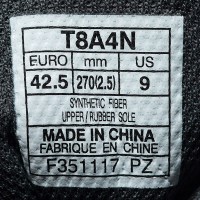 T8A4N
EURO mm US
42.5 270(2.5) 9
SYNTHETIC FIBER
UPPER/RUBBER SOLE
MADE IN CHINA
FABRIQUE EN CHINE
F351117 PZ